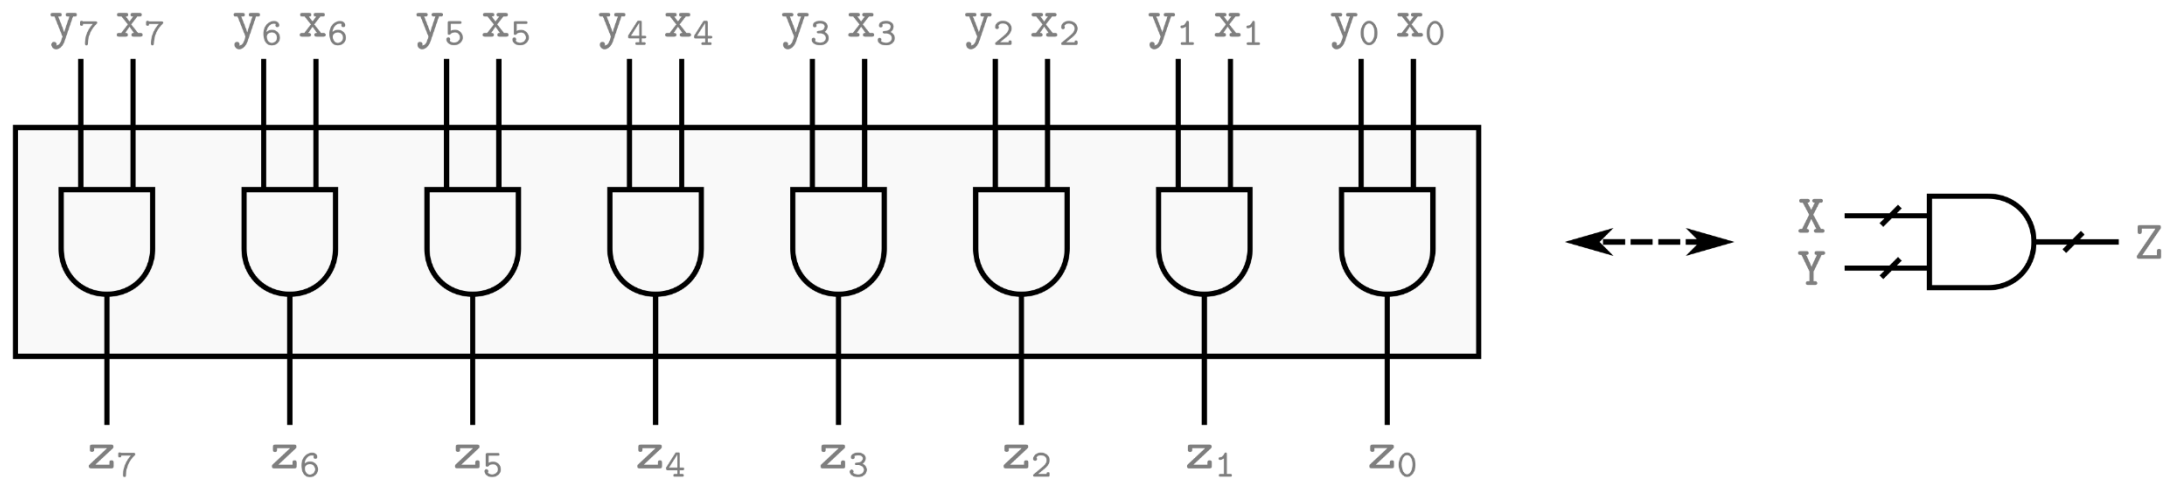 y₇ x₇ y₆ x₆ y₅ x₅ y₄ x₄ y₃ x₃ y₂ x₂ y₁ x₁ y₀ x₀
X
Y
Z
z₇ z₆ z₅ z₄ z₃ z₂ z₁ z₀